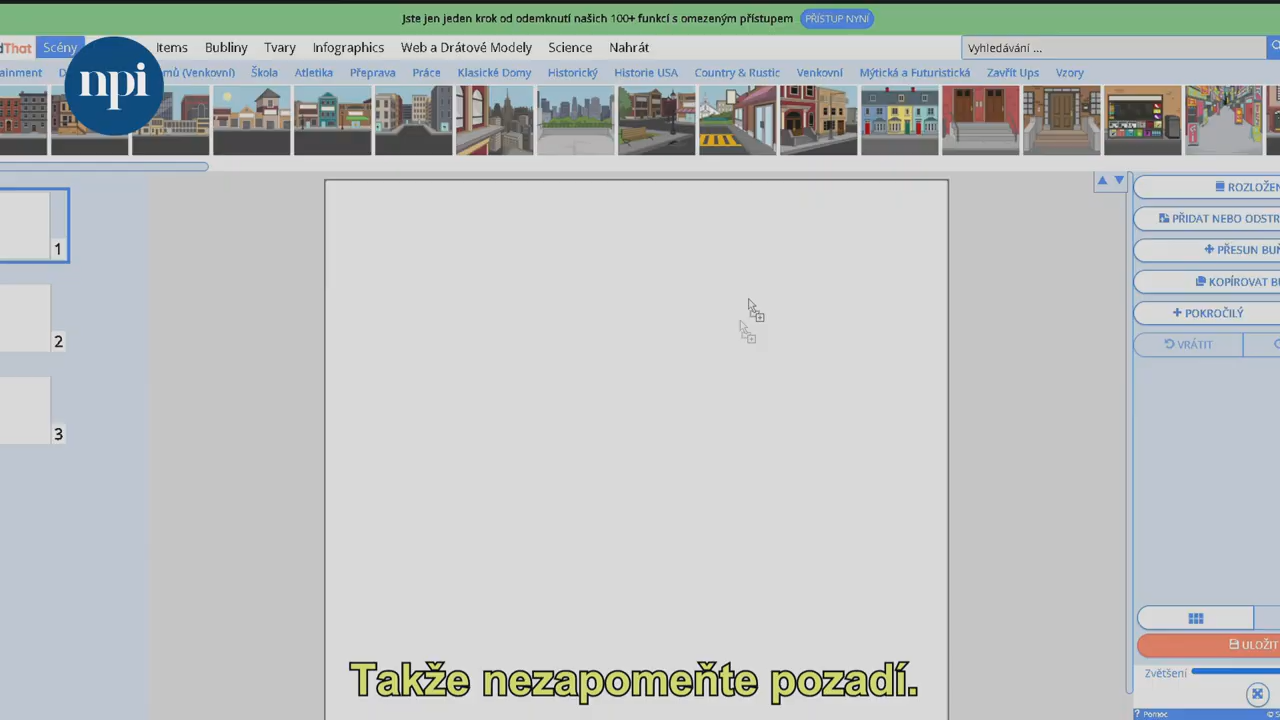 Jste jen jeden krok od odemknutí našich 100+ funkcí s omezeným přístupem PŘÍSTUP NYNÍ
dThat Scény Items Bubliny Tvary Infographics Web a Drátové Modely Science Nahrát Vyhledávání ...
ainment D mů (Venkovní) Škola Atletika Přeprava Práce Klasické Domy Historický Historie USA Country & Rustic Venkovní Mýtická a Futuristická Zavřít Ups Vzory
npi
1
2
3
ROZLOŽEN
PŘIDAT NEBO ODSTR
PŘESUN BUŇ
KOPÍROVAT BU
POKROČILÝ
VRÁTIT
ULOŽIT
Zvětšení
? Pomoc
Takže nezapomeňte pozadí.